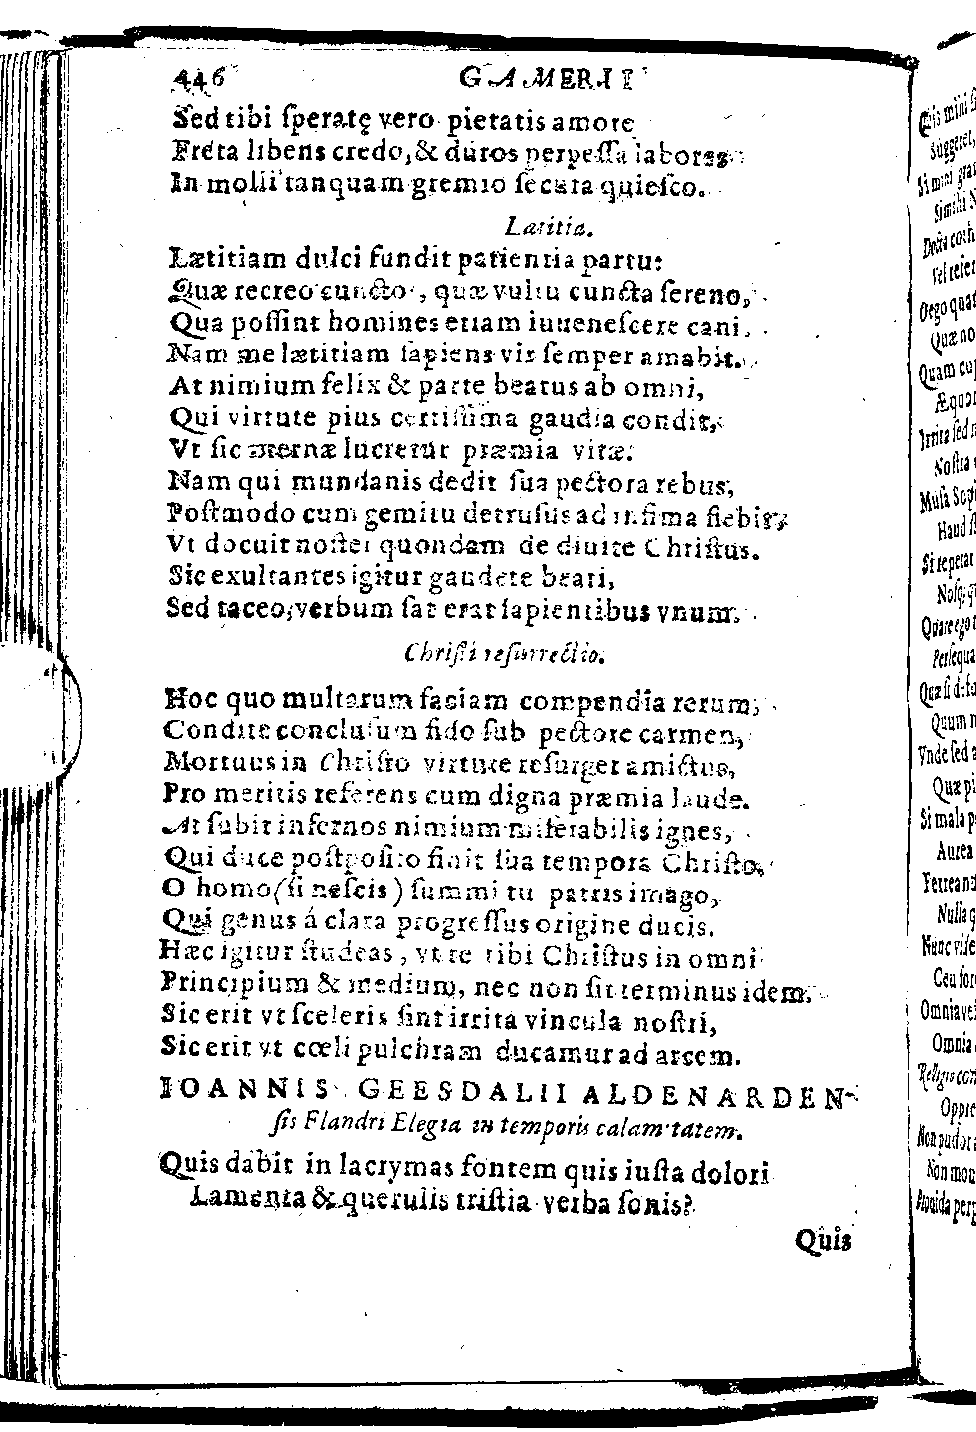 446 GAMERII
Sed tibi ſperatę vero pietatis amore
Freta libens credo, & duros perpeſſa labores
In molli tanquam gremio ſecura quieſco.
Lætitia.
Lætitiam dulci fundit patientia partu:
Quæ recreo cunctos, quæ vultu cuncta ſereno,
Qua poſſint homines etiam iuueneſcere cani.
Nam me lætitiam ſapiens vir ſemper amabit.
At nimium felix & parte beatus ab omni,
Qui virtute pius certiſſima gaudia condit,
Vt ſic æternæ lucretur præmia vitæ.
Nam qui mundanis dedit ſua pectora rebus,
Poſtmodo cum gemitu detruſus ad infima flebit,
Vt docuit noſter quondam de diuite Chriſtus.
Sic exultantes igitur gaudete beati,
Sed taceo, verbum ſat erat ſapientibus vnum.
Chriſti reſurrectio.
Hoc quo multarum faciam compendia rerum,
Condite concluſum fido ſub pectore carmen,
Mortuus in Chriſto virtute reſurget amictus,
Pro meritis referens cum digna præmia laude.
At ſubit infernos nimium miſerabilis ignes,
Qui duce poſtpoſito finit ſua tempora Chriſto,
O homo (ſi neſcis) ſummi tu patris imago,
Qui genus á clara progreſſus origine ducis.
Hæc igitur ſtudeas, vt te tibi Chriſtus in omni
Principium & medium, nec non ſit terminus idem.
Sic erit vt ſceleris ſint irrita vincula noſtri,
Sic erit vt cœli pulchram ducamur ad arcem.
IOANNIS GEESDALII ALDENARDEN-
ſis Flandri Elegia in temporis calamitatem.
Quis dabit in lacrymas fontem quis iuſta dolori
Lamenta & querulis triſtia verba ſonis?
Quis